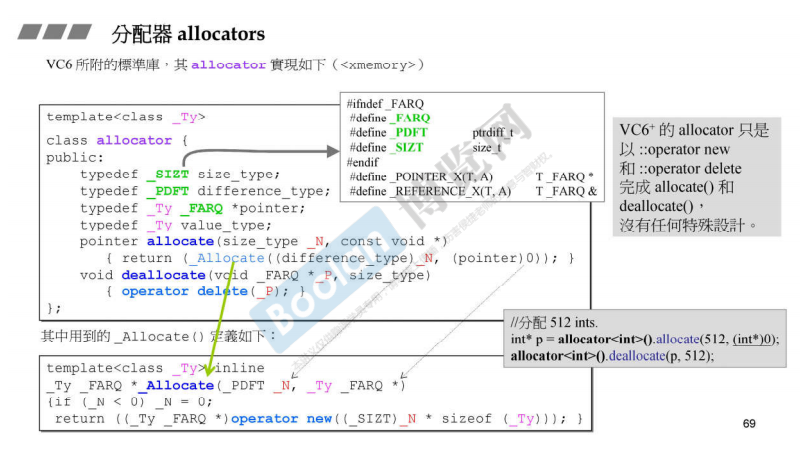 分配器 allocators
VC6 所附的標準庫，其 allocator 實現如下（<xmemory>）
template<class _Ty>
class allocator {
public:
typedef _SIZT size_type;
typedef _PDFT difference_type;
typedef _Ty _FARQ *pointer;
typedef _Ty value_type;
pointer allocate(size_type _N, const void *)
{ return (_Allocate((difference_type)_N, (pointer)0)); }
void deallocate(void _FARQ *_P, size_type)
{ operator delete(_P); }
};
#ifndef _FARQ
#define _FARQ
#define _PDFT ptrdiff_t
#define _SIZT size_t
#endif
#define _POINTER_X(T, A) T _FARQ *
#define _REFERENCE_X(T, A) T _FARQ &
VC6+ 的 allocator 只是
以 ::operator new
和 ::operator delete
完成 allocate() 和
deallocate()，
沒有任何特殊設計。
其中用到的 _Allocate() 定義如下：
//分配 512 ints.
int* p = allocator<int>().allocate(512, (int*)0);
allocator<int>().deallocate(p, 512);
template<class _Ty> inline
_Ty _FARQ *_Allocate(_PDFT _N, _Ty _FARQ *)
{if (_N < 0) _N = 0;
return ((_Ty _FARQ *)operator new((_SIZT)_N * sizeof (_Ty))); }
Boolan 博览网
69